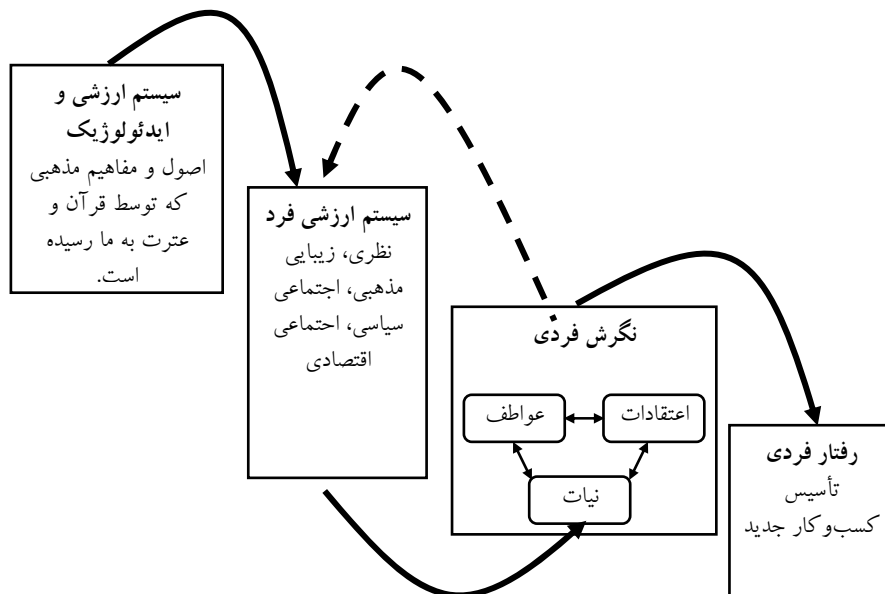 سیستم ارزشی و
ایدئولوژیک
اصول و مفاهیم مذهبی
که توسط قرآن و
عترت به ما رسیده
است.
سیستم ارزشی فرد
نظری، زیبایی
مذهبی، اجتماعی
سیاسی، احتماعی
اقتصادی
نگرش فردی
عواطف
اعتقادات
نیات
رفتار فردی
تأسیس
کسب‌وکار جدید